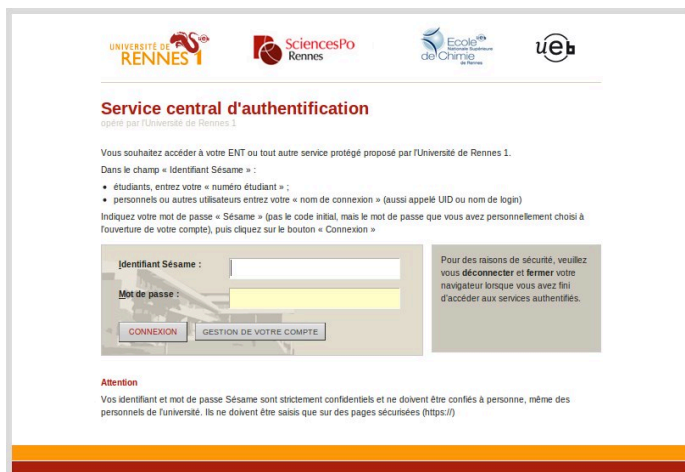 UNIVERSITÉ DE
RENNES 1
ueb
SciencesPo
Rennes
Ecole
Nationale Supérieure
de Chimie
de Rennes
ueb
Service central d'authentification
opéré par l'Université de Rennes 1
Vous souhaitez accéder à votre ENT ou tout autre service protégé proposé par l'Université de Rennes 1.
Dans le champ « Identifiant Sésame » :
étudiants, entrez votre « numéro étudiant » ;
personnels ou autres utilisateurs entrez votre « nom de connexion » (aussi appelé UID ou nom de login)
Indiquez votre mot de passe « Sésame » (pas le code initial, mais le mot de passe que vous avez personnellement choisi à
l'ouverture de votre compte), puis cliquez sur le bouton « Connexion »
Identifiant Sésame :
Mot de passe :
CONNEXION
GESTION DE VOTRE COMPTE
Pour des raisons de sécurité, veuillez
vous déconnecter et fermer votre
navigateur lorsque vous avez fini
d'accéder aux services authentifiés.
Attention
Vos identifiant et mot de passe Sésame sont strictement confidentiels et ne doivent être confiés à personne, même des
personnels de l'université. Ils ne doivent être saisis que sur des pages sécurisées (https://)